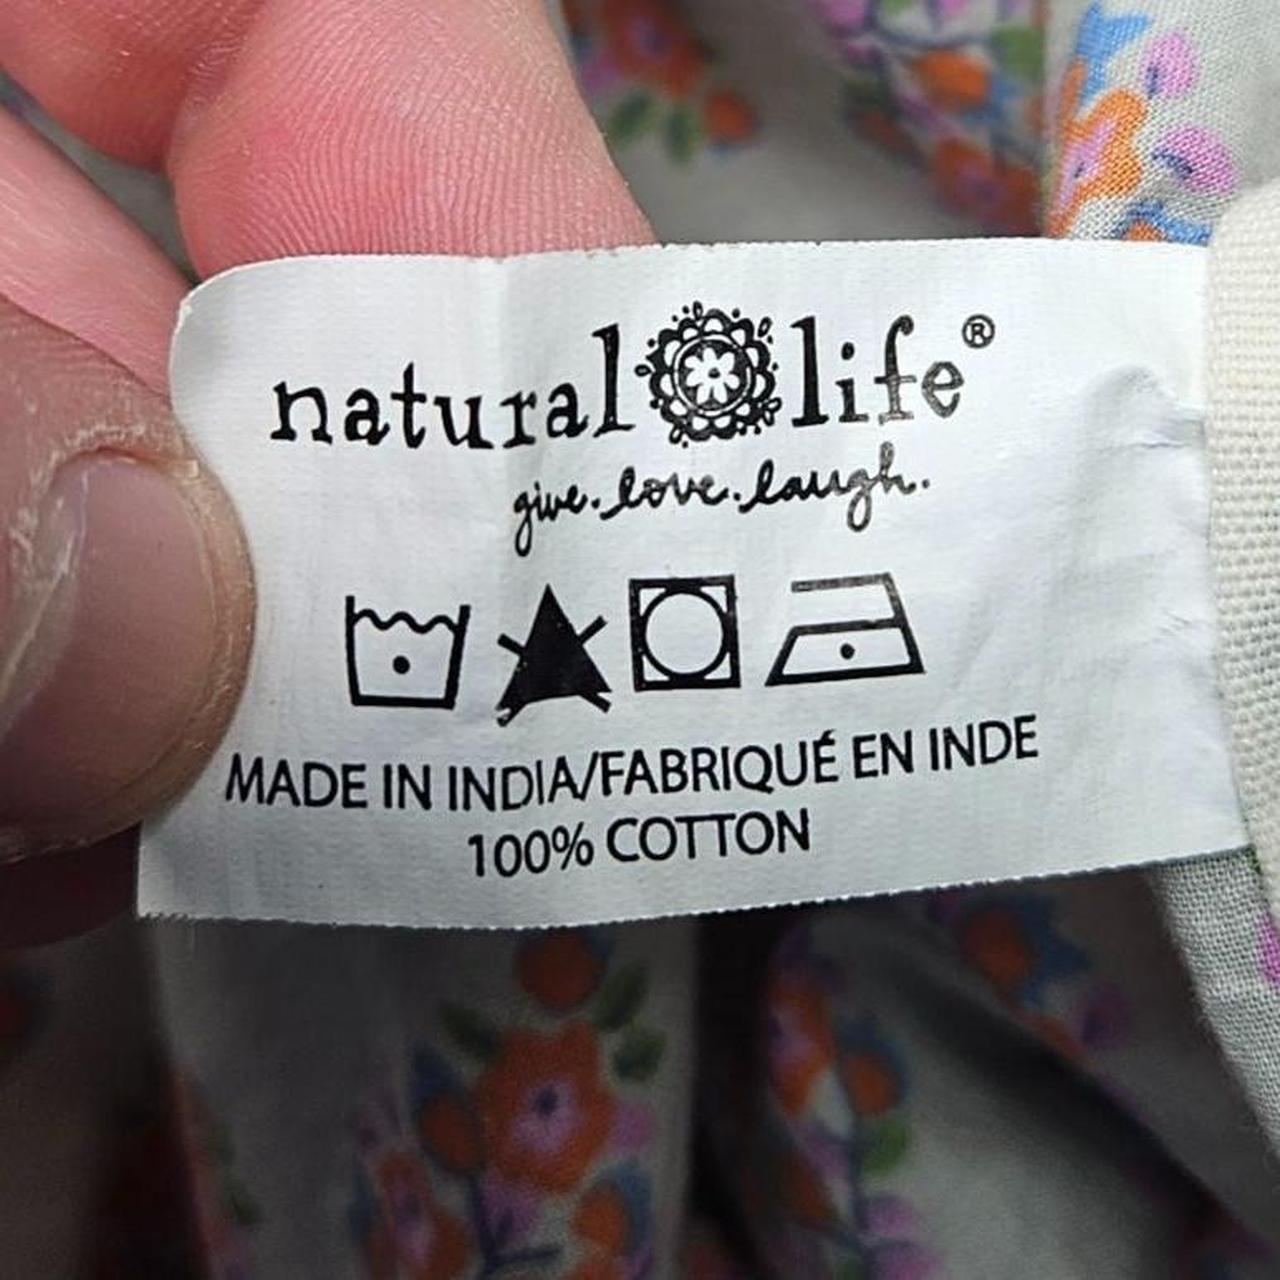 natural life®
give. love. laugh.
MADE IN INDIA/FABRIQUÉ EN INDE
100% COTTON